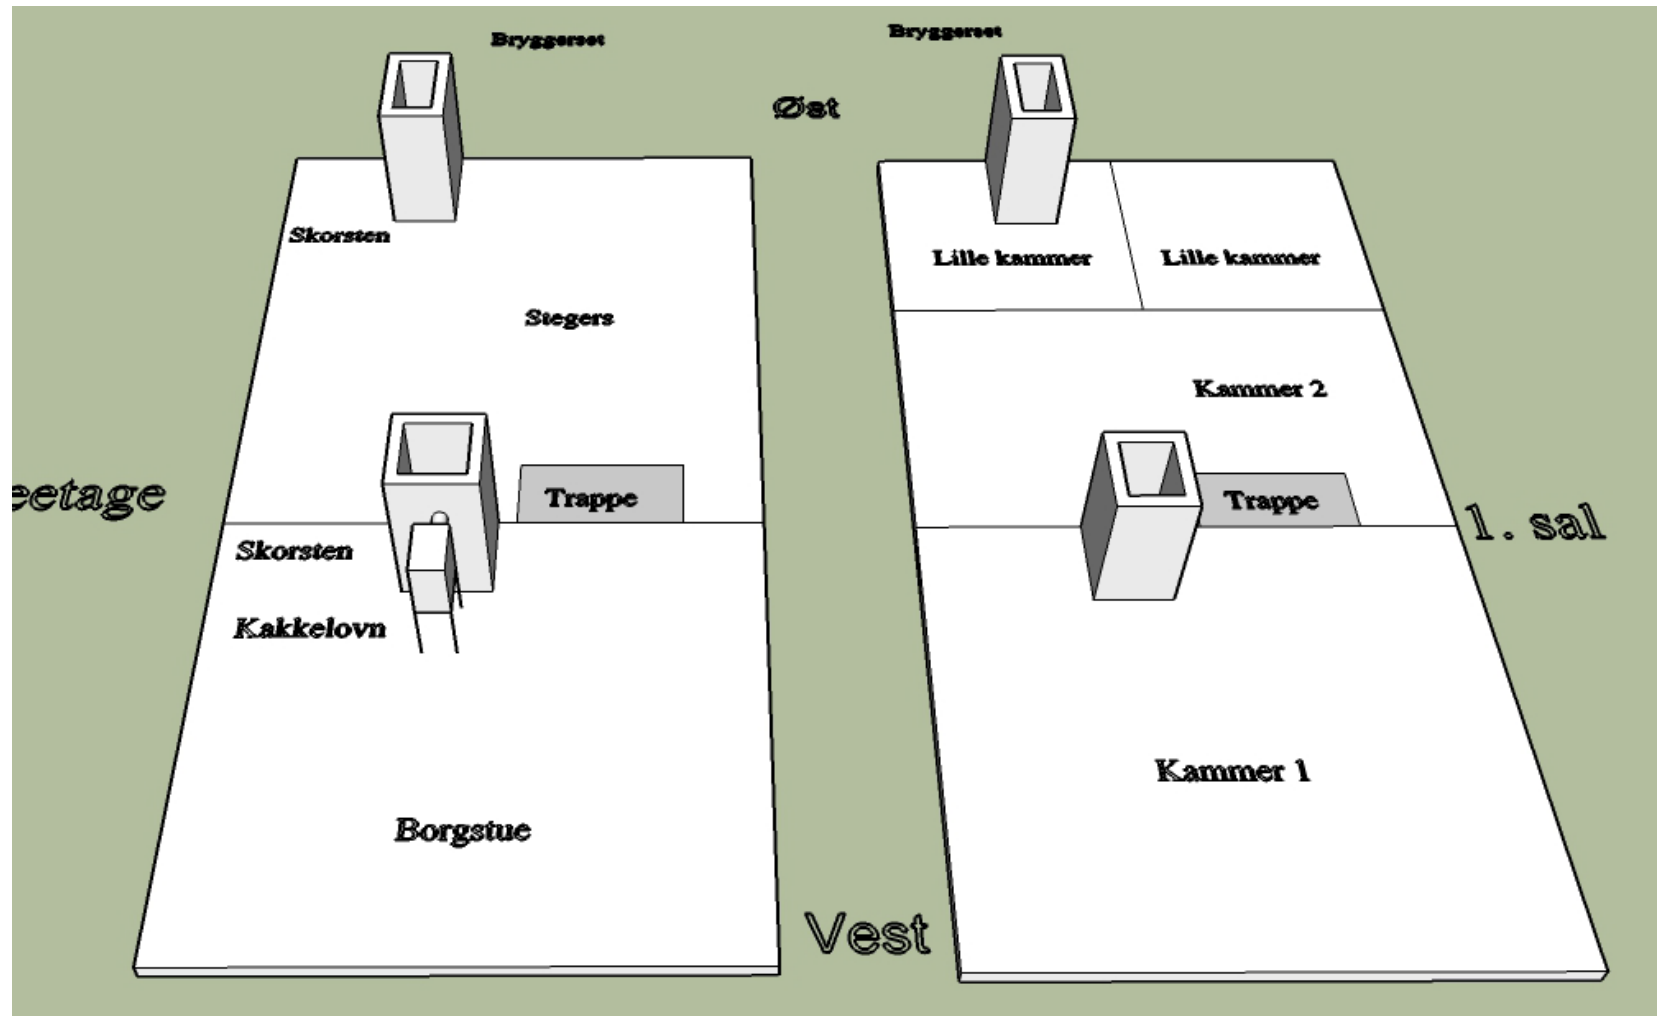 Bryggerset
Bryggerset
Øst
Skorsten
Lille kammer
Lille kammer
Stegers
Kammer 2
eetage
Trappe
Trappe
1. sal
Skorsten
Kakkelovn
Kammer 1
Borgstue
Vest